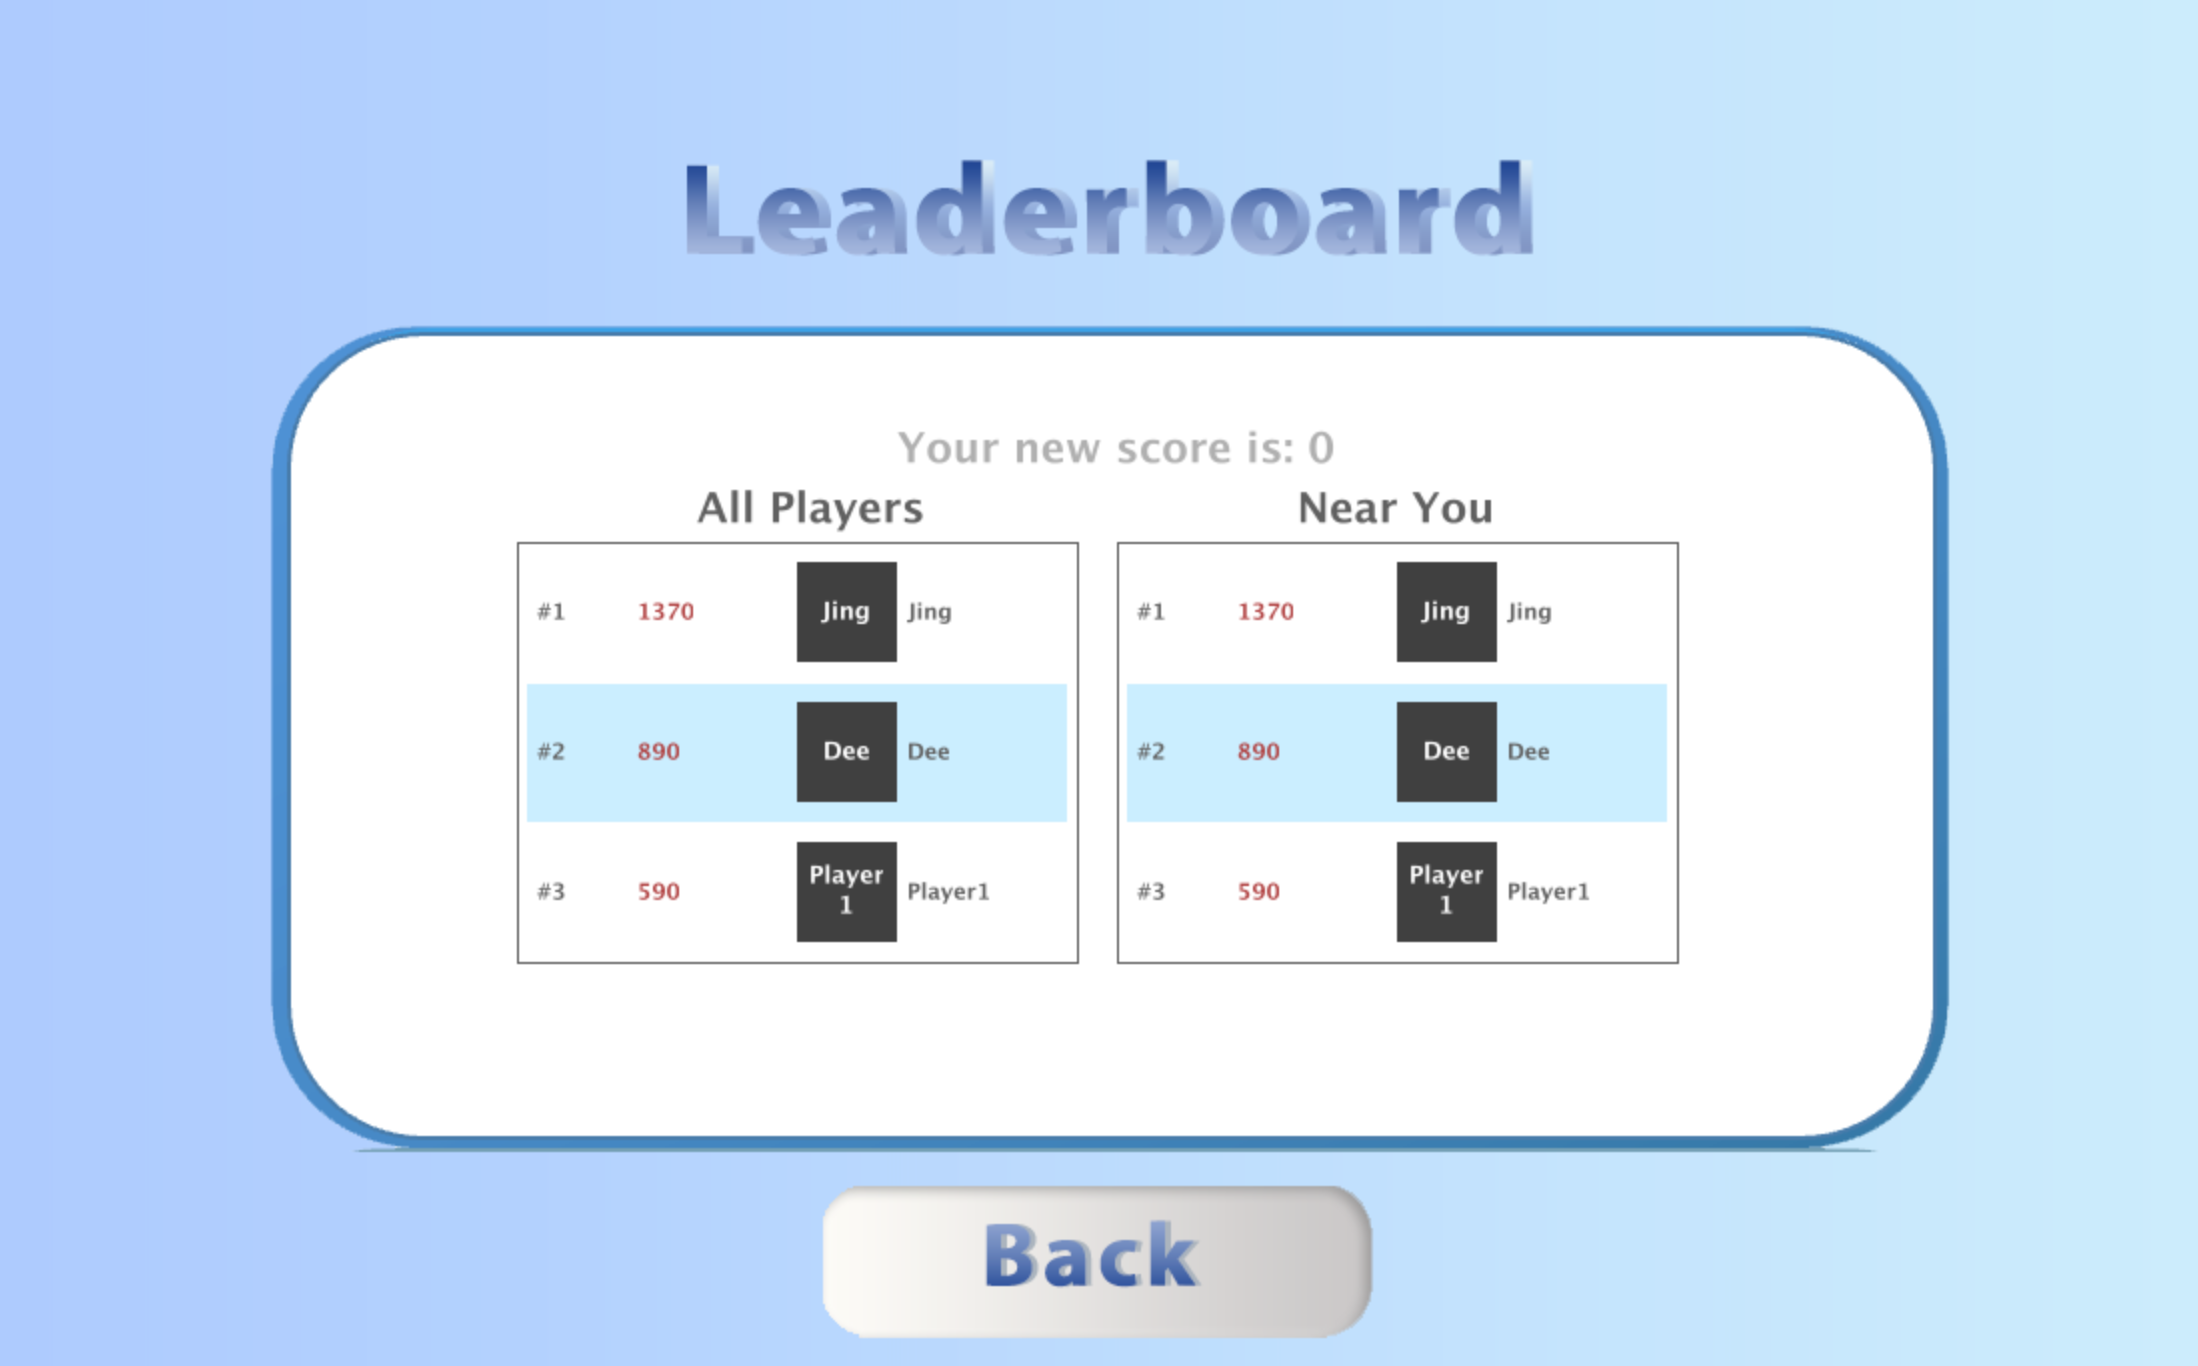 Leaderboard
Your new score is: 0
All Players
#1 1370 Jing Jing
#2 890 Dee Dee
#3 590 Player
1 Player1
Near You
#1 1370 Jing Jing
#2 890 Dee Dee
#3 590 Player
1 Player1
Back